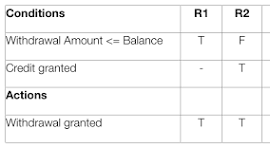 Conditions R1 R2
Withdrawal Amount <= Balance T F
Credit granted - T
Actions
Withdrawal granted T T